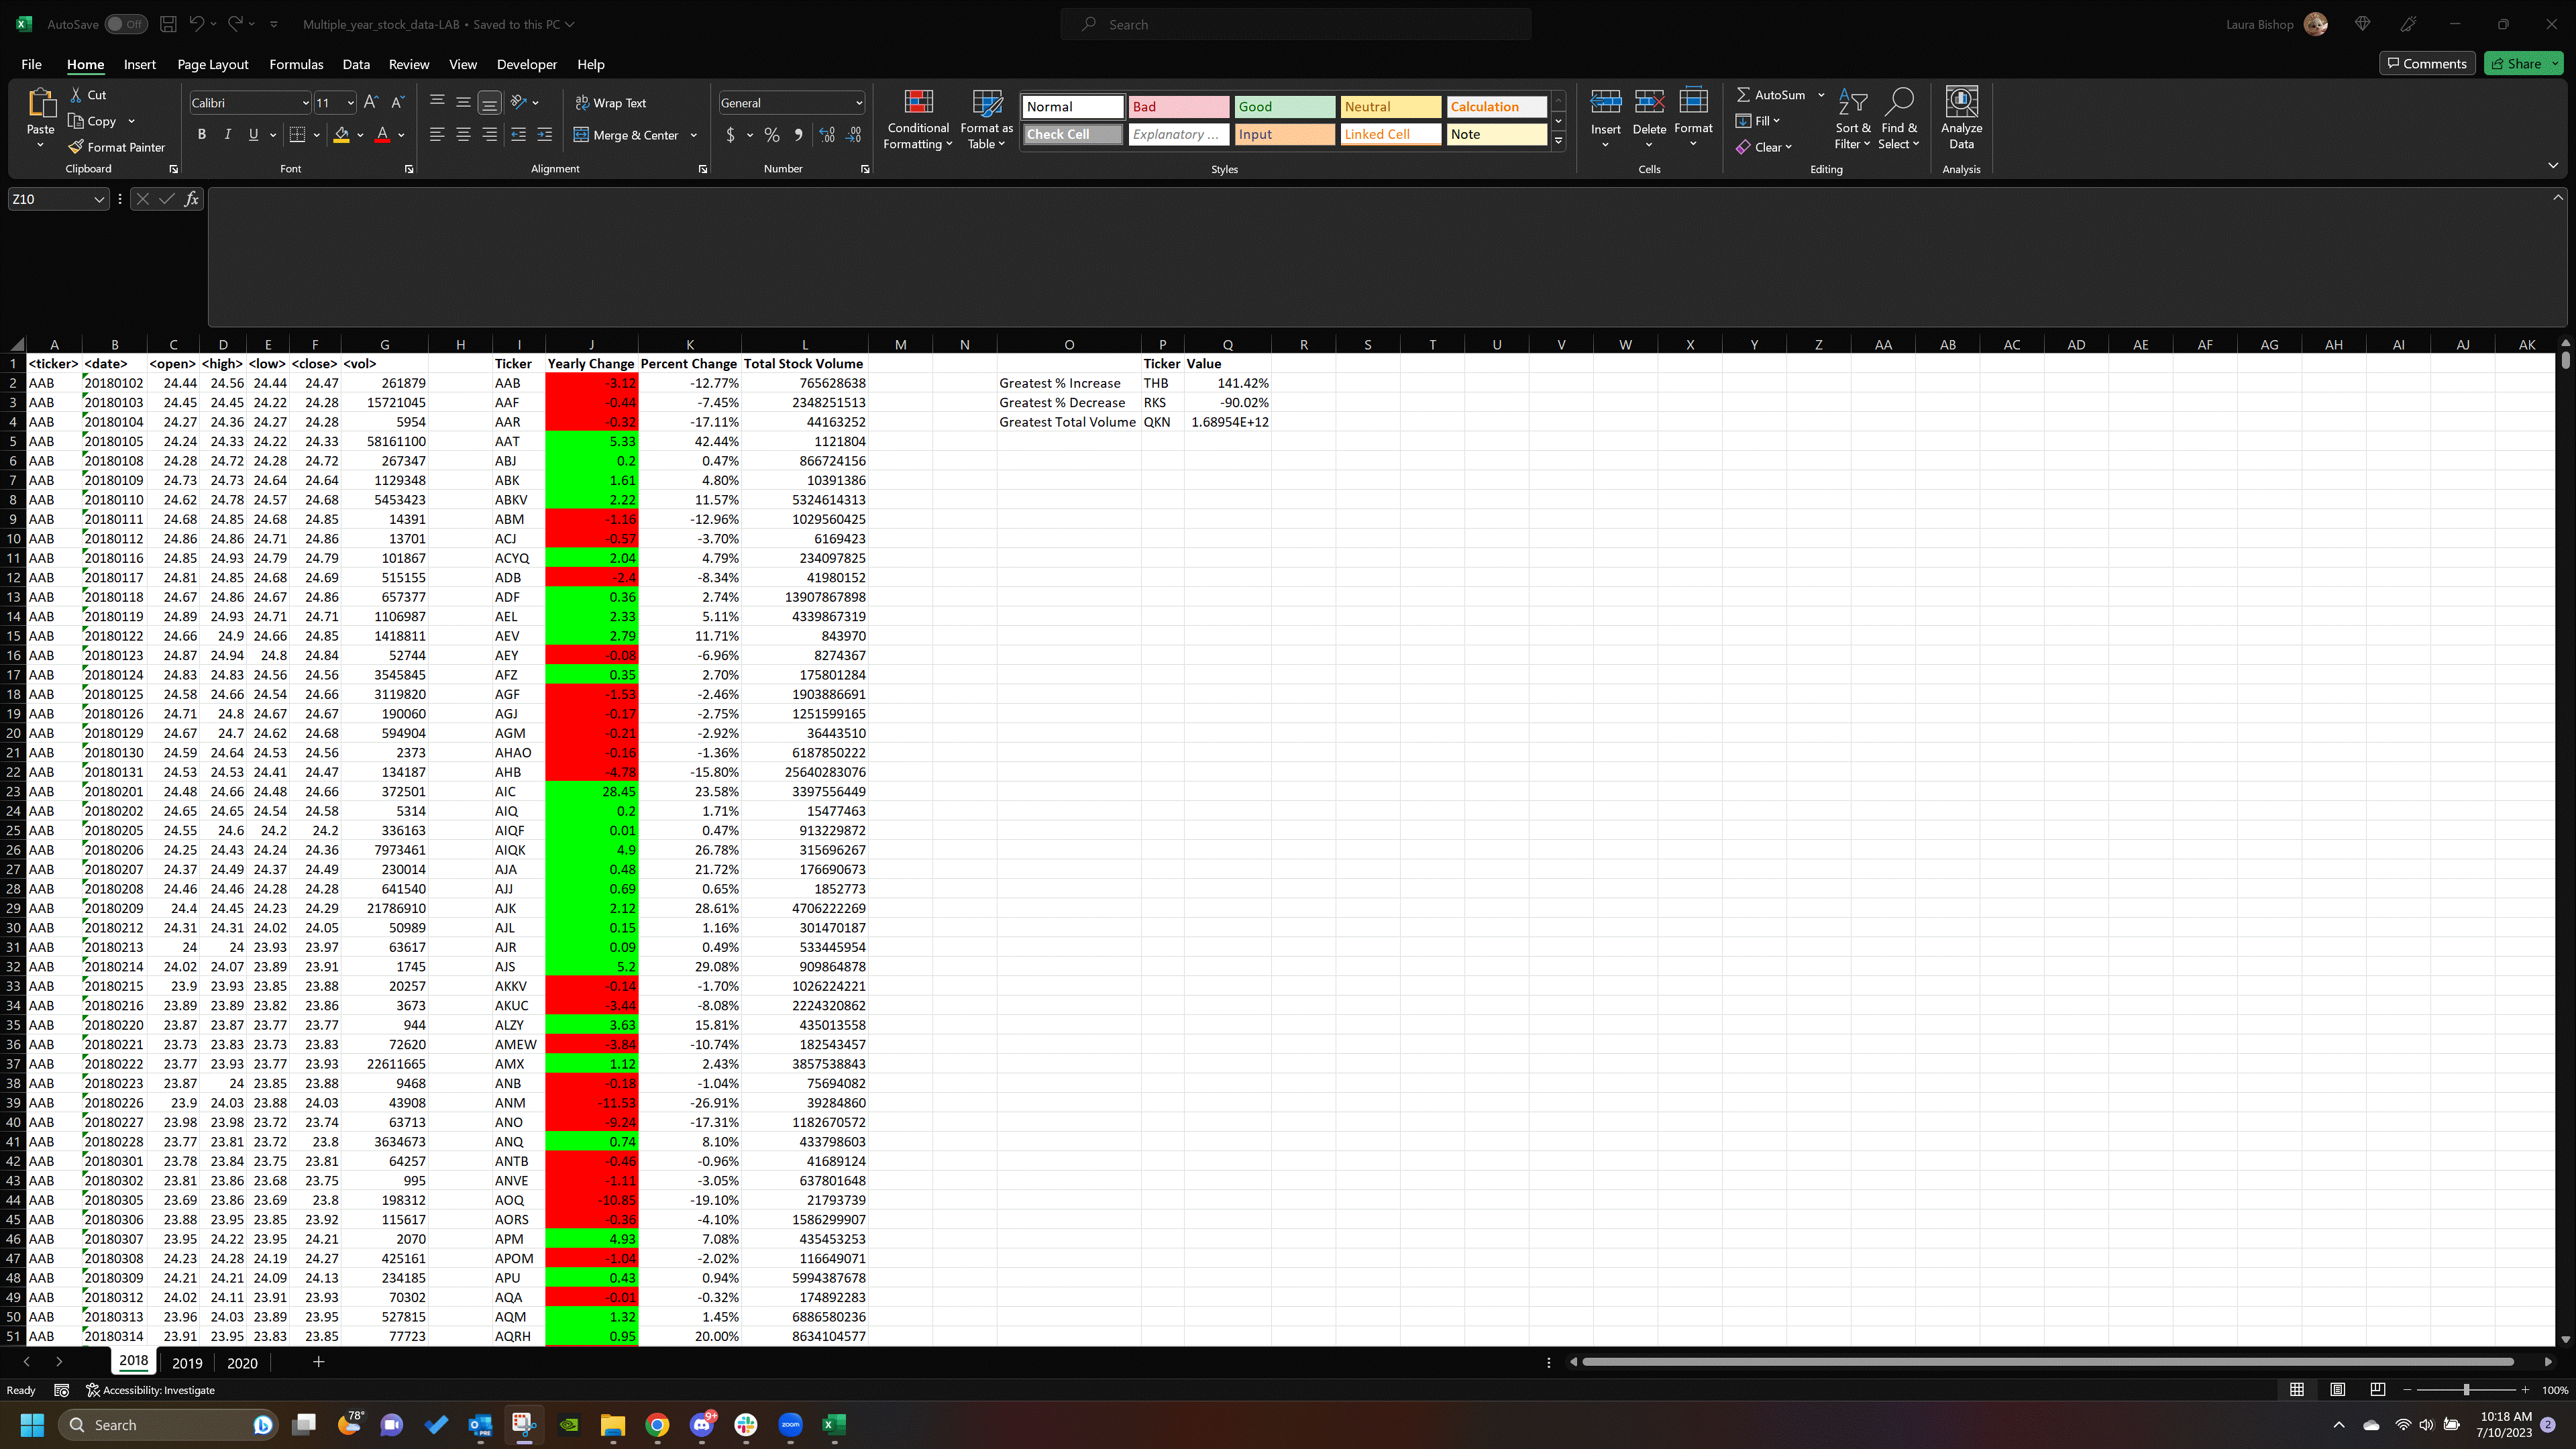 AutoSave Off Multiple_year_stock_data-LAB • Saved to this PC Search Laura Bishop
File Home Insert Page Layout Formulas Data Review View Developer Help Comments Share
Paste Cut Copy Format Painter Clipboard
Calibri 11 B I U A Font
Wrap Text Merge & Center Alignment
General $ % Number
Conditional Formatting Format as Table
Normal Bad Good Neutral Calculation
Check Cell Explanatory ... Input Linked Cell Note
Styles
Insert Delete Format Cells
AutoSum Fill Clear Sort & Filter Find & Select Editing
Analyze Data Analysis
Z10 fx
A B C D E F G H I J K L M N O P Q R S T U V W X Y Z AA AB AC AD AE AF AG AH AI AJ AK
1 <ticker> <date> <open> <high> <low> <close> <vol> Ticker Yearly Change Percent Change Total Stock Volume Ticker Value
2 AAB 20180102 24.44 24.56 24.44 24.47 261879 AAB -3.12 -12.77% 765628638 Greatest % Increase THB 141.42%
3 AAB 20180103 24.45 24.45 24.22 24.28 15721045 AAF -0.44 -7.45% 2348251513 Greatest % Decrease RKS -90.02%
4 AAB 20180104 24.27 24.36 24.27 24.28 5954 AAR -0.32 -17.11% 44163252 Greatest Total Volume QKN 1.68954E+12
5 AAB 20180105 24.24 24.33 24.22 24.33 58161100 AAT 5.33 42.44% 1121804
6 AAB 20180108 24.28 24.72 24.28 24.72 267347 ABJ 0.2 0.47% 866724156
7 AAB 20180109 24.73 24.73 24.64 24.64 1129348 ABK 1.61 4.80% 10391386
8 AAB 20180110 24.62 24.78 24.57 24.68 5453423 ABKV 2.22 11.57% 5324614313
9 AAB 20180111 24.68 24.85 24.68 24.85 14391 ABM -1.16 -12.96% 1029560425
10 AAB 20180112 24.86 24.86 24.71 24.86 13701 ACJ -0.57 -3.70% 6169423
11 AAB 20180116 24.85 24.93 24.79 24.79 101867 ACYQ 2.04 4.79% 234097825
12 AAB 20180117 24.81 24.85 24.68 24.69 515155 ADB -2.4 -8.34% 41980152
13 AAB 20180118 24.67 24.86 24.67 24.86 657377 ADF 0.36 2.74% 13907867898
14 AAB 20180119 24.89 24.93 24.71 24.71 1106987 AEL 2.33 5.11% 4339867319
15 AAB 20180122 24.66 24.9 24.66 24.85 1418811 AEV 2.79 11.71% 843970
16 AAB 20180123 24.87 24.94 24.8 24.84 52744 AEY -0.08 -6.96% 8274367
17 AAB 20180124 24.83 24.83 24.56 24.56 3545845 AFZ 0.35 2.70% 175801284
18 AAB 20180125 24.58 24.66 24.54 24.66 3119820 AGF -1.53 -2.46% 1903886691
19 AAB 20180126 24.71 24.8 24.67 24.67 190060 AGJ -0.17 -2.75% 1251599165
20 AAB 20180129 24.67 24.7 24.62 24.68 594904 AGM -0.21 -2.92% 36443510
21 AAB 20180130 24.59 24.64 24.53 24.56 2373 AHAO -0.16 -1.36% 6187850222
22 AAB 20180131 24.53 24.53 24.41 24.47 134187 AHB -4.78 -15.80% 25640283076
23 AAB 20180201 24.48 24.66 24.48 24.66 372501 AIC 28.45 23.58% 3397556449
24 AAB 20180202 24.65 24.65 24.54 24.58 5314 AIQ 0.2 1.71% 15477463
25 AAB 20180205 24.55 24.6 24.2 24.2 336163 AIQF 0.01 0.47% 913229872
26 AAB 20180206 24.25 24.43 24.24 24.36 7973461 AIQK 4.9 26.78% 315696267
27 AAB 20180207 24.37 24.49 24.37 24.49 230014 AJA 0.48 21.72% 176690673
28 AAB 20180208 24.46 24.46 24.28 24.28 641540 AJJ 0.69 0.65% 1852773
29 AAB 20180209 24.4 24.45 24.23 24.29 21786910 AJK 2.12 28.61% 4706222269
30 AAB 20180212 24.31 24.31 24.02 24.05 50989 AJL 0.15 1.16% 301470187
31 AAB 20180213 24 24 23.93 23.97 63617 AJR 0.09 0.49% 533445954
32 AAB 20180214 24.02 24.07 23.89 23.91 1745 AJS 5.2 29.08% 909864878
33 AAB 20180215 23.9 23.93 23.85 23.88 20257 AKKV -0.14 -1.70% 1026224221
34 AAB 20180216 23.89 23.89 23.82 23.86 3673 AKUC -3.44 -8.08% 2224320862
35 AAB 20180220 23.87 23.87 23.77 23.77 944 ALZY 3.63 15.81% 435013558
36 AAB 20180221 23.73 23.83 23.73 23.83 72620 AMEW -3.84 -10.74% 182543457
37 AAB 20180222 23.77 23.93 23.77 23.93 22611665 AMX 1.12 2.43% 3857538843
38 AAB 20180223 23.87 24 23.85 23.88 9468 ANB -0.18 -1.04% 75694082
39 AAB 20180226 23.9 24.03 23.88 24.03 43908 ANM -11.53 -26.91% 39284860
40 AAB 20180227 23.98 23.98 23.72 23.74 63713 ANO -9.24 -17.31% 1182670572
41 AAB 20180228 23.77 23.81 23.72 23.8 3634673 ANQ 0.74 8.10% 433798603
42 AAB 20180301 23.78 23.84 23.75 23.81 64257 ANTB -0.46 -0.96% 41689124
43 AAB 20180302 23.81 23.86 23.68 23.75 995 ANVE -1.11 -3.05% 637801648
44 AAB 20180305 23.69 23.86 23.69 23.8 198312 AOQ -10.85 -19.10% 21793739
45 AAB 20180306 23.88 23.95 23.85 23.92 115617 AORS -0.36 -4.10% 1586299907
46 AAB 20180307 23.95 24.22 23.95 24.21 2070 APM 4.93 7.08% 435453253
47 AAB 20180308 24.23 24.28 24.19 24.27 425161 APOM -1.04 -2.02% 116649071
48 AAB 20180309 24.21 24.21 24.09 24.13 234185 APU 0.43 0.94% 5994387678
49 AAB 20180312 24.02 24.11 23.91 23.93 70302 AQA -0.01 -0.32% 174892283
50 AAB 20180313 23.96 24.03 23.89 23.95 527815 AQM 1.32 1.45% 6886580236
51 AAB 20180314 23.91 23.95 23.83 23.85 77723 AQRH 0.95 20.00% 8634104577
2018 2019 2020
Ready Accessibility: Investigate 100%
Search 78° PRE 9+ zoom 10:18 AM 2
7/10/2023